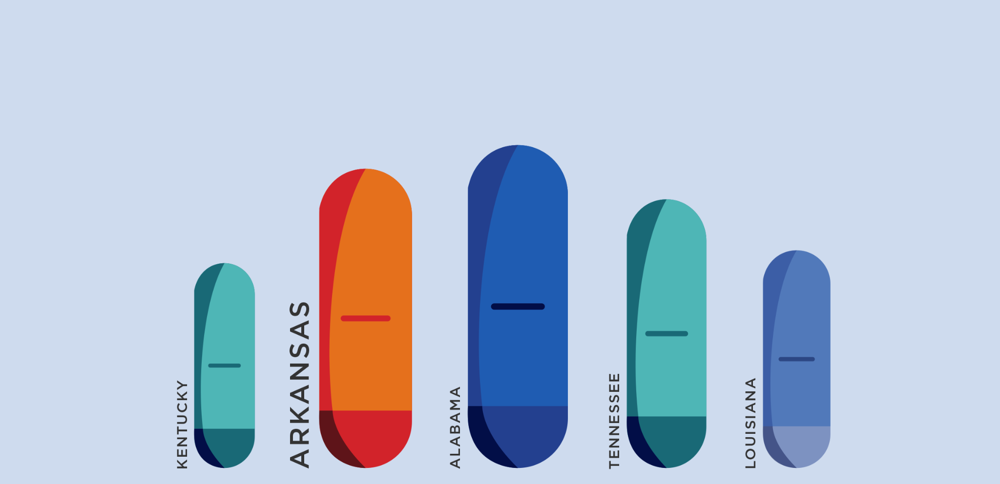 KENTUCKY
ARKANSAS
ALABAMA
TENNESSEE
LOUISIANA